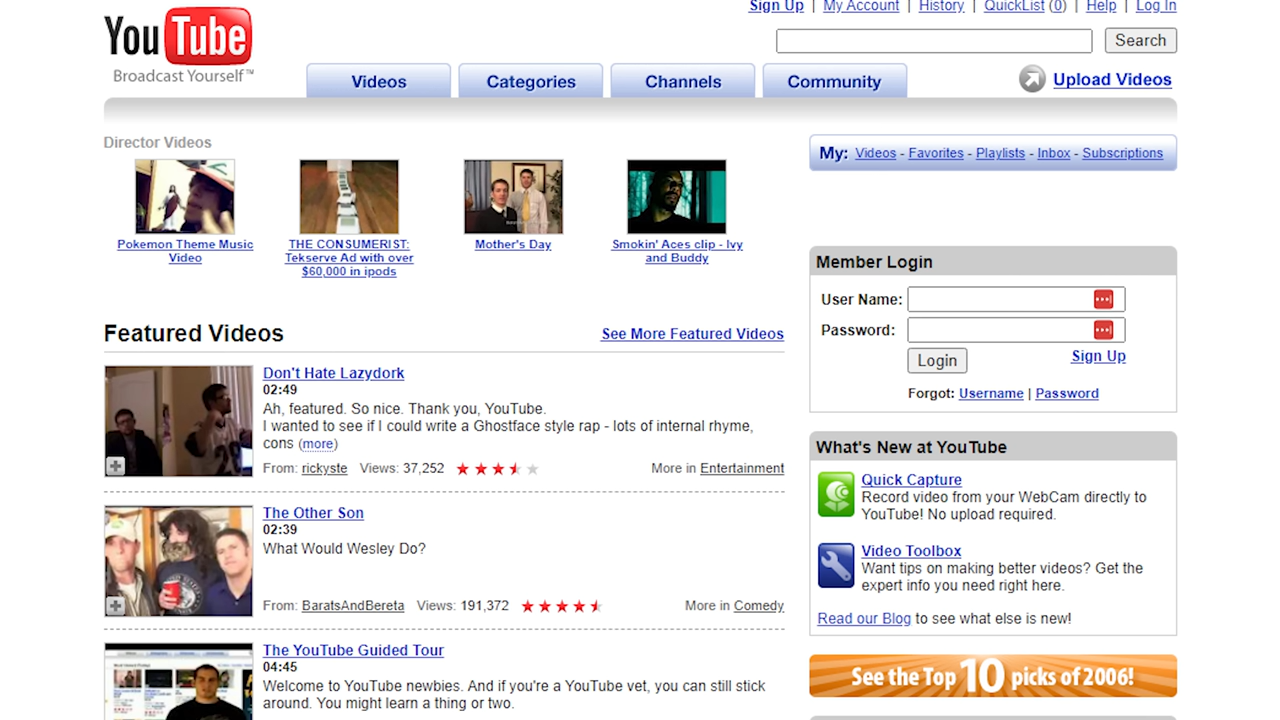 Sign Up | My Account | History | QuickList (0) | Help | Log In
YouTube
Broadcast Yourself™
Search
Videos
Categories
Channels
Community
Upload Videos
Director Videos
Pokemon Theme Music
Video
THE CONSUMERIST:
Tekserve Ad with over
$60,000 in ipods
Mother's Day
Smokin' Aces clip - Ivy
and Buddy
My: Videos - Favorites - Playlists - Inbox - Subscriptions
Member Login
User Name:
Password:
Login
Sign Up
Forgot: Username | Password
Featured Videos
See More Featured Videos
Don't Hate Lazydork
02:49
Ah, featured. So nice. Thank you, YouTube.
I wanted to see if I could write a Ghostface style rap - lots of internal rhyme,
cons (more)
From: rickyste Views: 37,252
More in Entertainment
The Other Son
02:39
What Would Wesley Do?
From: BaratsAndBereta Views: 191,372
More in Comedy
The YouTube Guided Tour
04:45
Welcome to YouTube newbies. And if you're a YouTube vet, you can still stick
around. You might learn a thing or two.
What's New at YouTube
Quick Capture
Record video from your WebCam directly to
YouTube! No upload required.
Video Toolbox
Want tips on making better videos? Get the
expert info you need right here.
Read our Blog to see what else is new!
See the Top 10 picks of 2006!